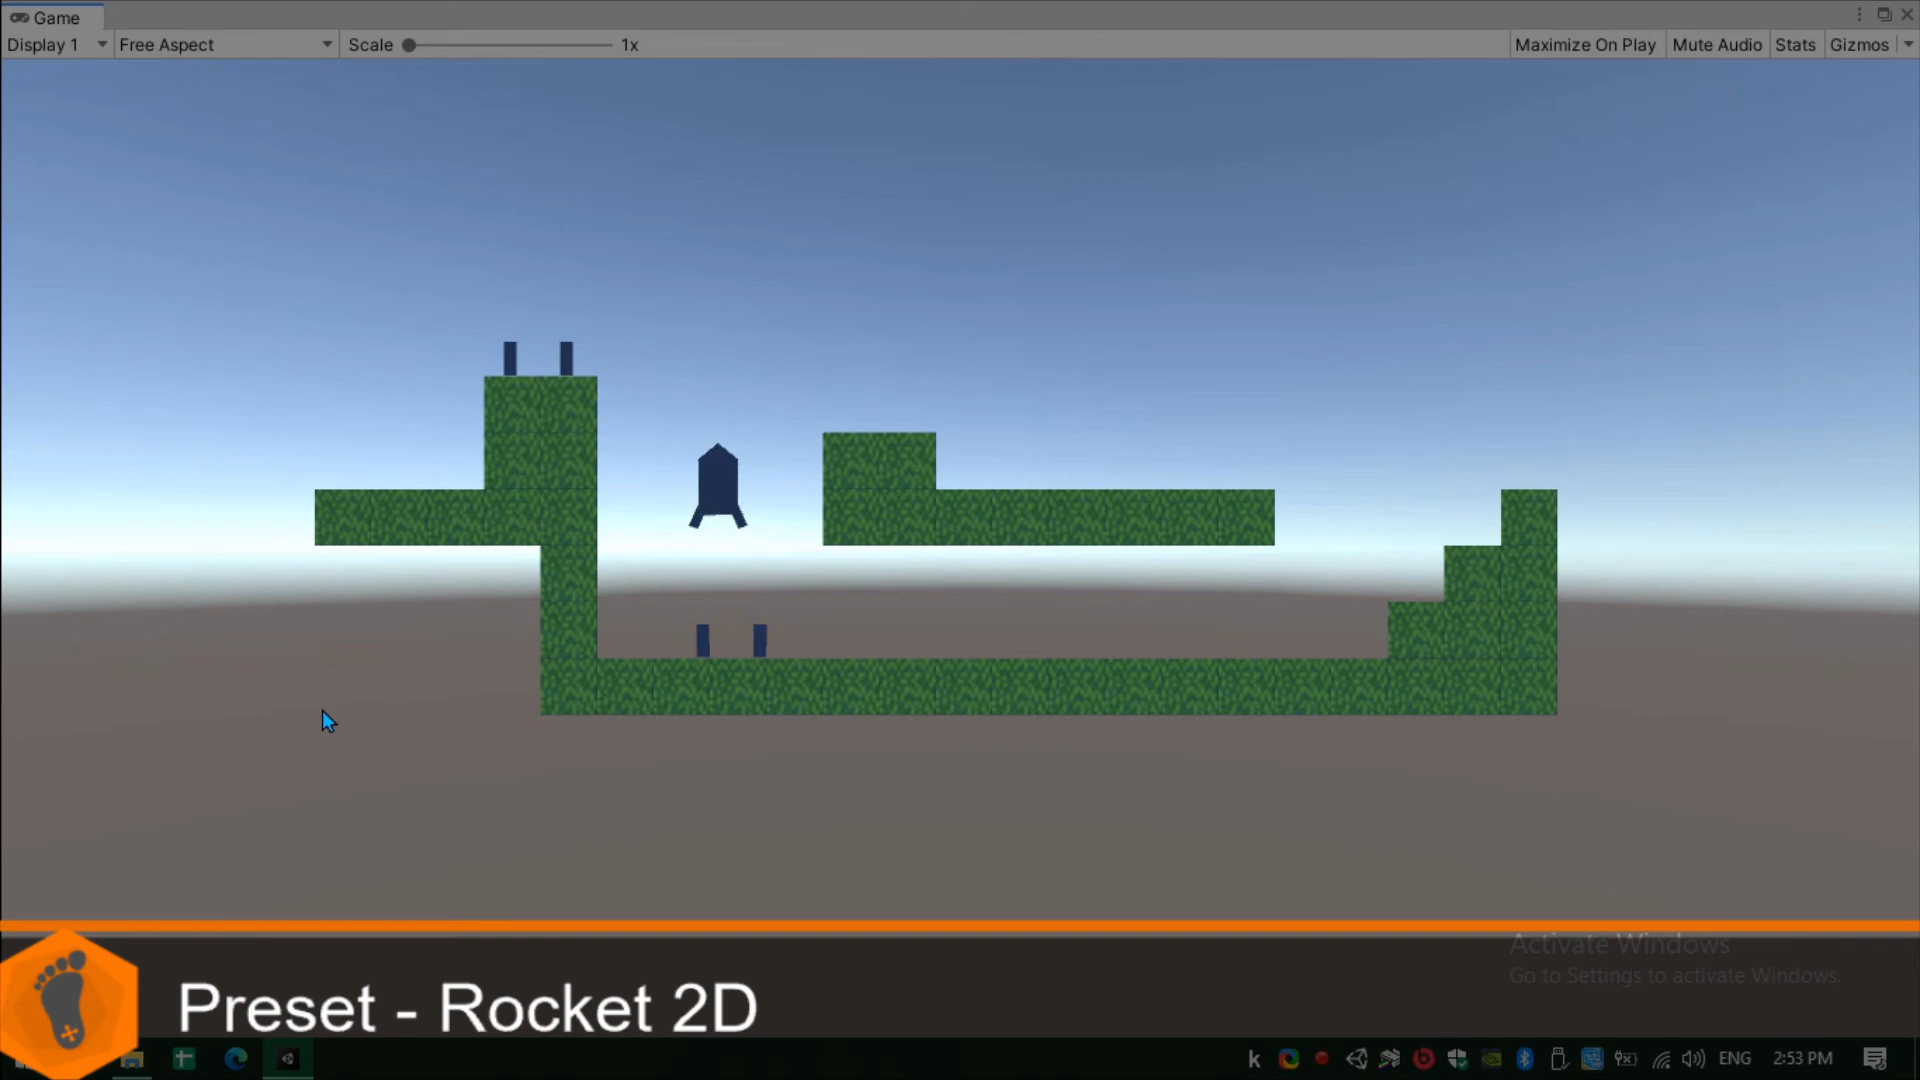 Game
Display 1 Free Aspect Scale 1x Maximize On Play Mute Audio Stats Gizmos
Activate Windows
Go to Settings to activate Windows.
Preset - Rocket 2D
k ENG 2:53 PM